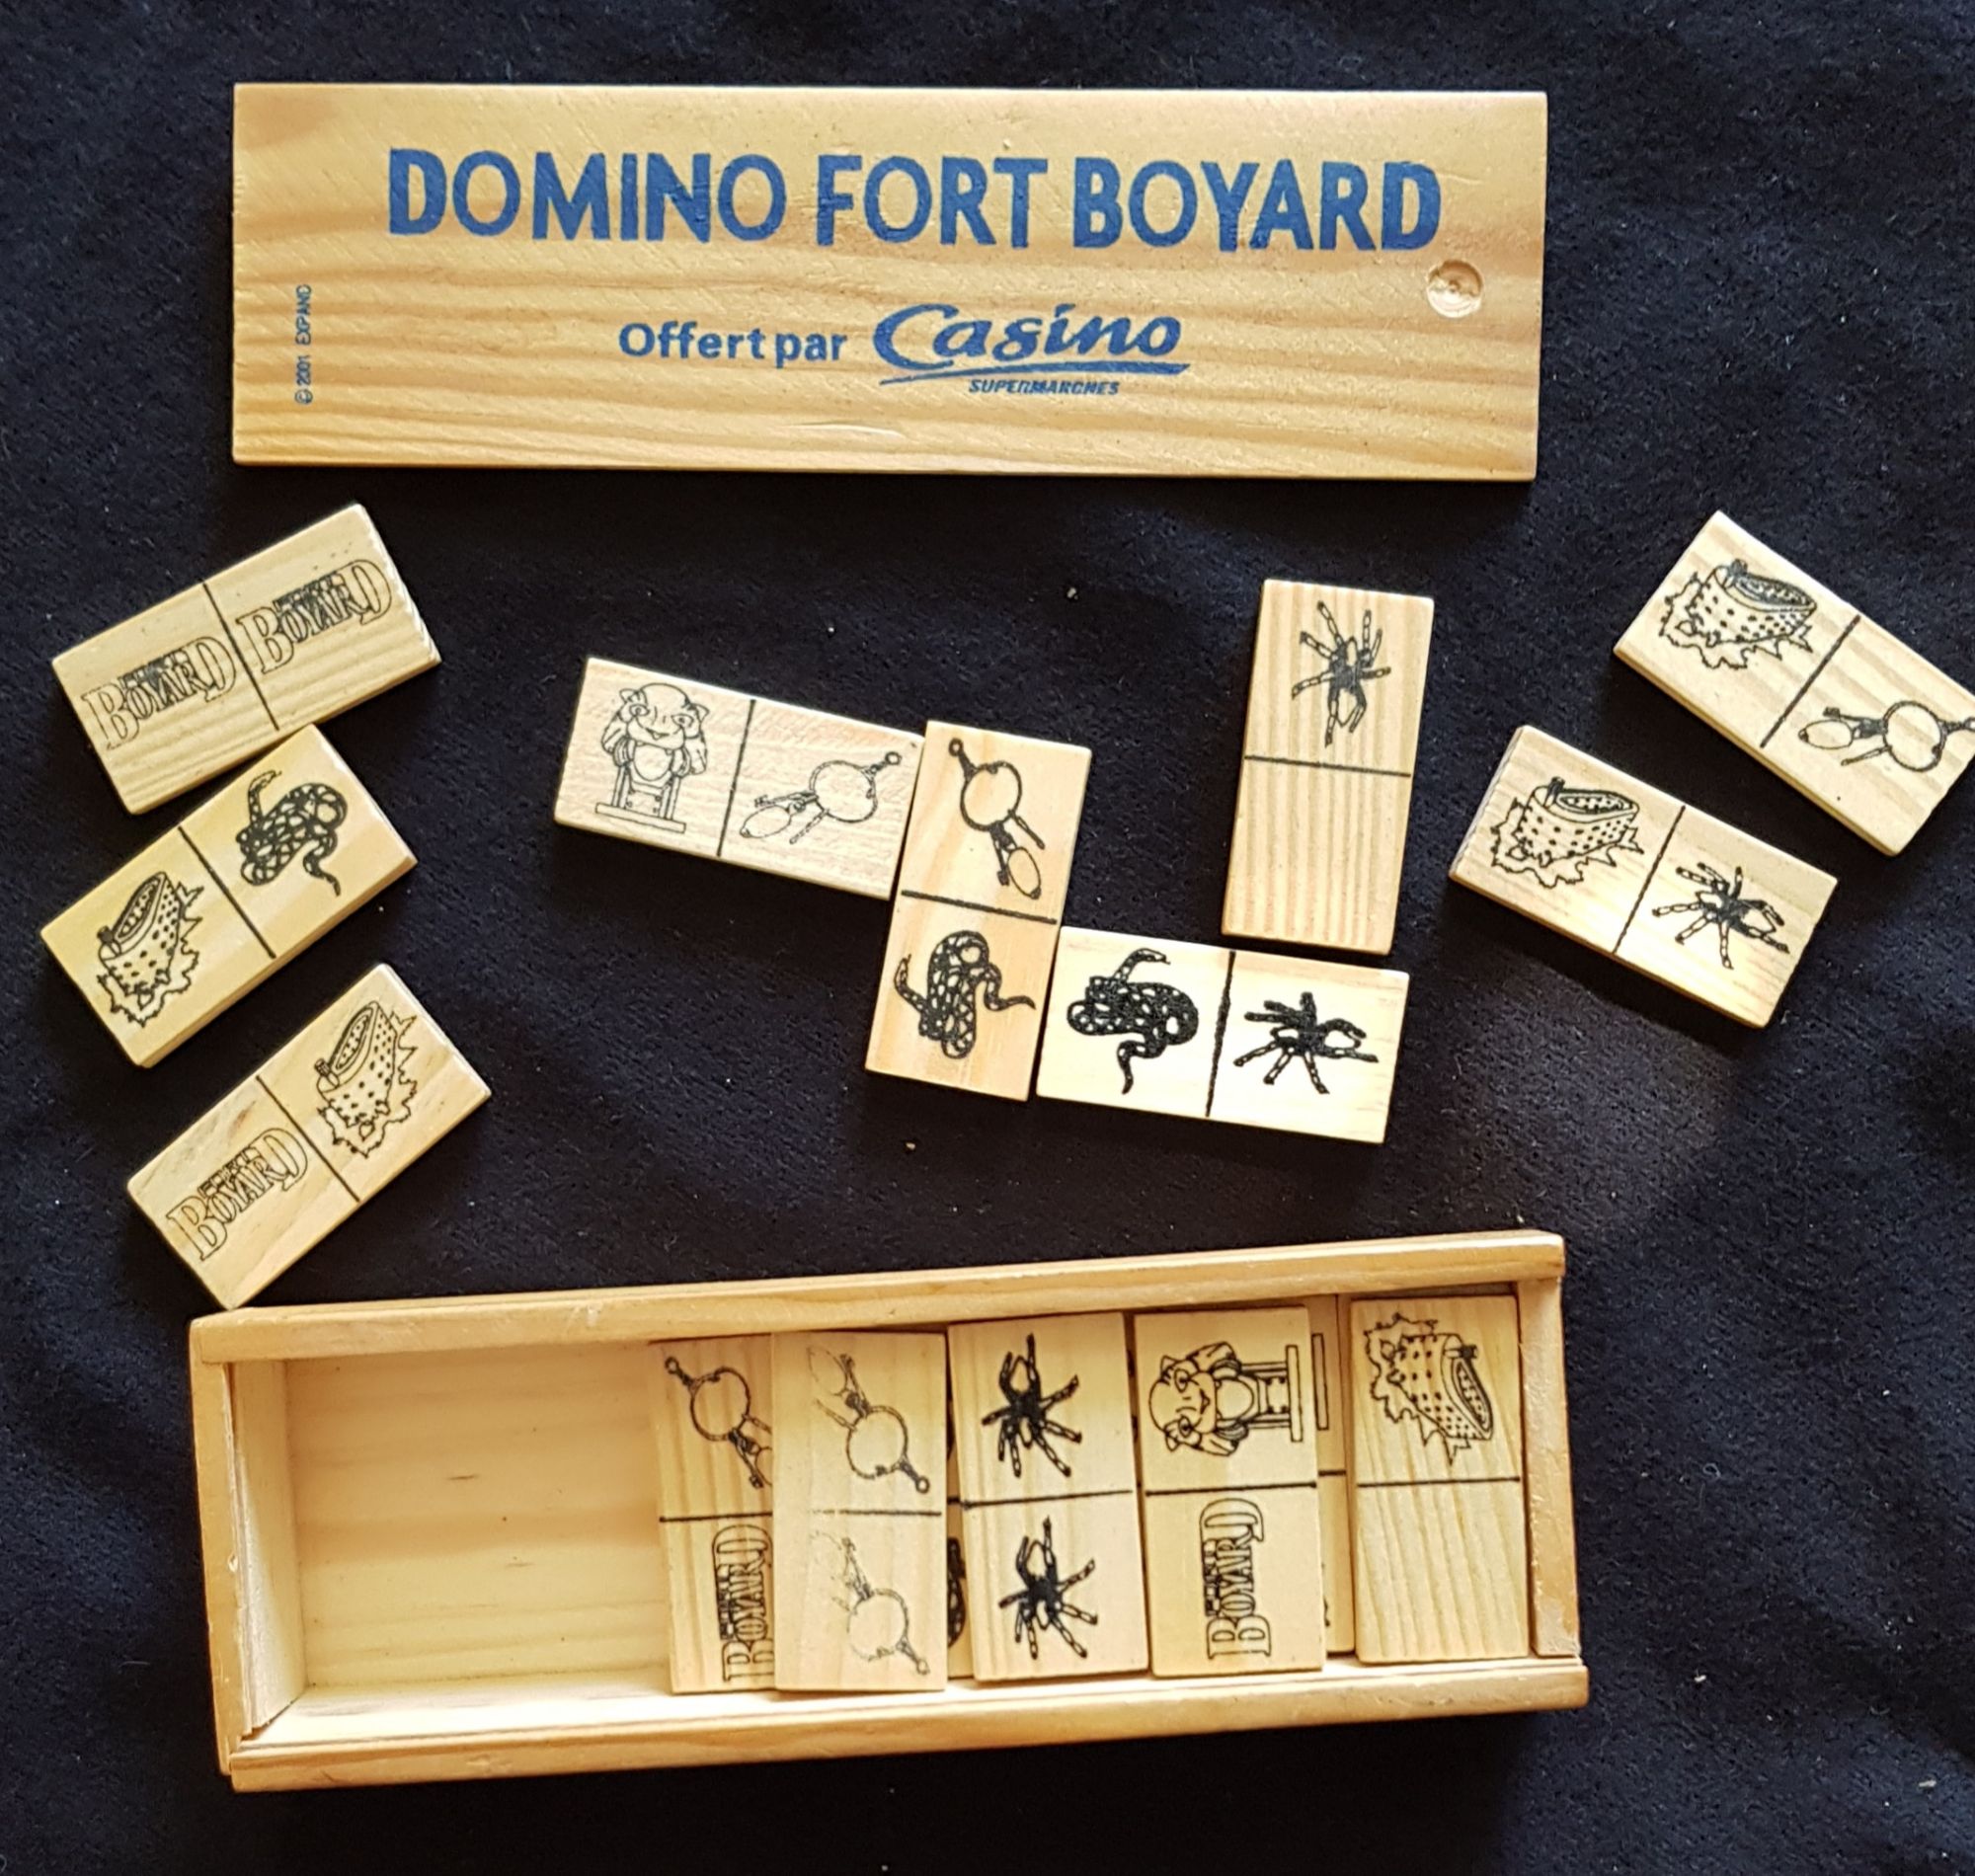 DOMINO FORT BOYARD
Offert par Casino
SUPERMARCHES
© 2001 EXPAND
BOYARD
BOYARD
BOYARD
BOYARD
BOYARD